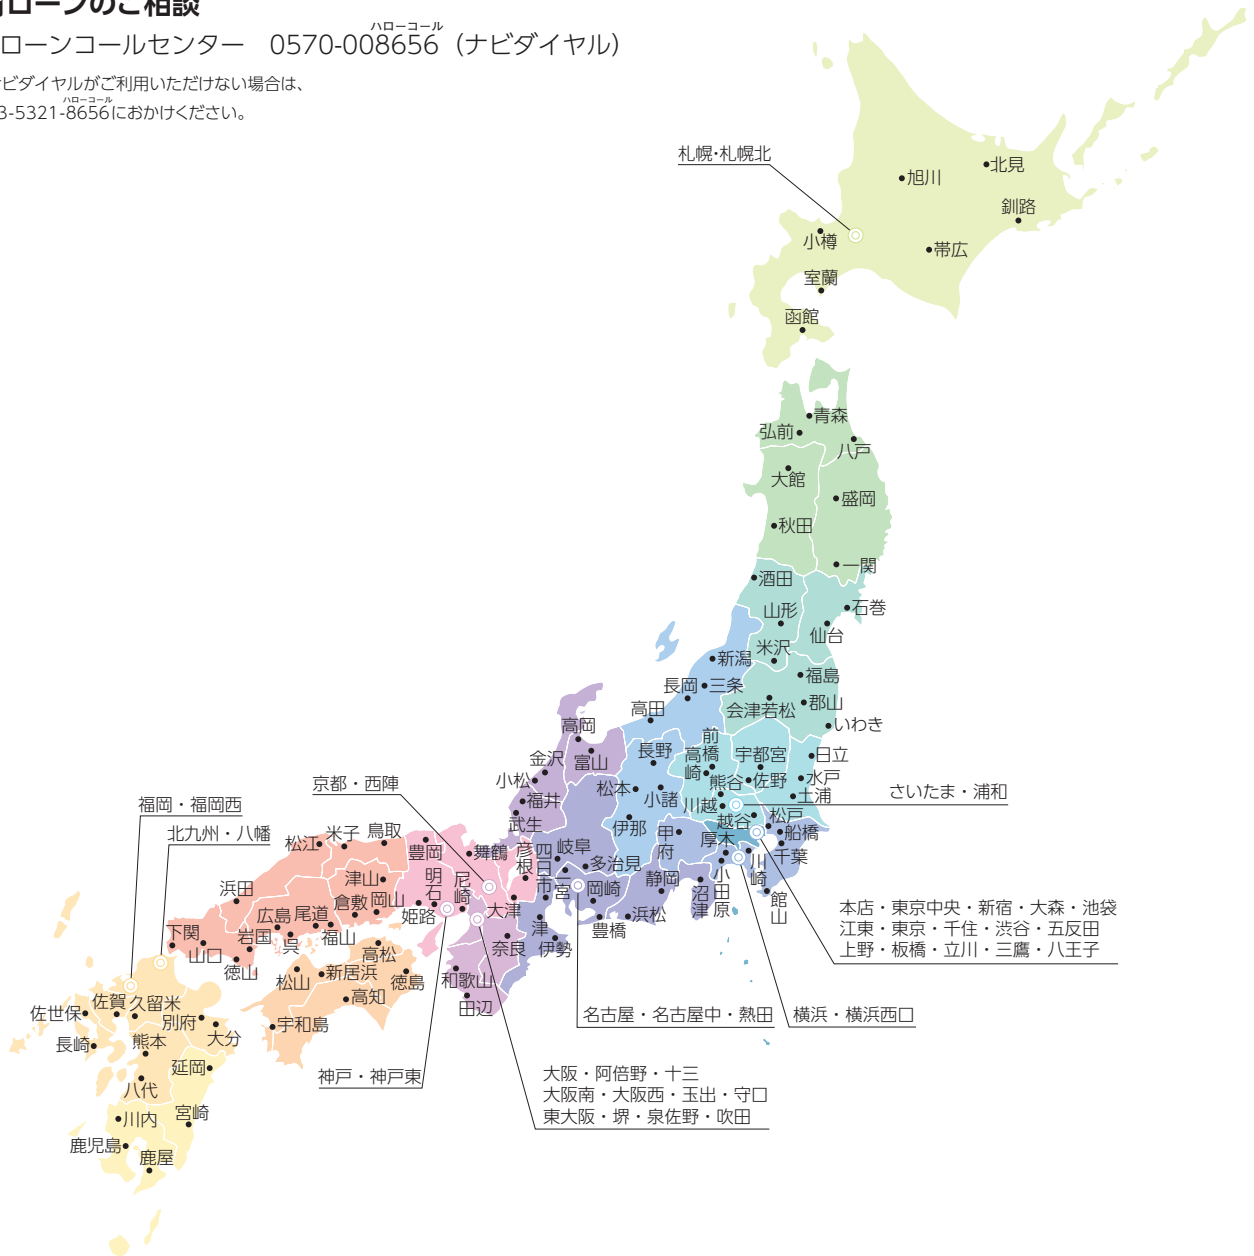 ローンのご相談
ローンコールセンター　0570-008656（ナビダイヤル）
ハローコール
ナビダイヤルがご利用いただけない場合は、
3-5321-8656におかけください。
ハローコール
札幌・札幌北
旭川
北見
釧路
小樽
帯広
室蘭
函館
青森
弘前
八戸
大館
盛岡
秋田
一関
酒田
石巻
山形
仙台
米沢
新潟
福島
長岡
三条
会津若松
郡山
高田
いわき
高岡
前橋
長野
高崎
宇都宮
日立
富山
金沢
小松
熊谷
佐野
水戸
京都・西陣
松本
小諸
土浦
さいたま・浦和
福井
川越
福岡・福岡西
武生
伊那
越谷
松戸
北九州・八幡
甲府
船橋
松江
米子
鳥取
豊岡
舞鶴
彦根
四日市
岐阜
厚木
千葉
多治見
川崎
津山
明石
尼崎
一宮
岡崎
静岡
沼津
小田原
館山
浜田
倉敷
岡山
姫路
大津
浜松
本店・東京中央・新宿・大森・池袋
江東・東京・千住・渋谷・五反田
上野・板橋・立川・三鷹・八王子
広島
尾道
豊橋
下関
山口
岩国
呉
福山
津
伊勢
奈良
徳山
高松
松山
新居浜
徳島
和歌山
高知
田辺
佐世保
佐賀
久留米
別府
大分
宇和島
名古屋・名古屋中・熱田
横浜・横浜西口
長崎
熊本
延岡
神戸・神戸東
大阪・阿倍野・十三
大阪南・大阪西・玉出・守口
東大阪・堺・泉佐野・吹田
八代
川内
宮崎
鹿児島
鹿屋